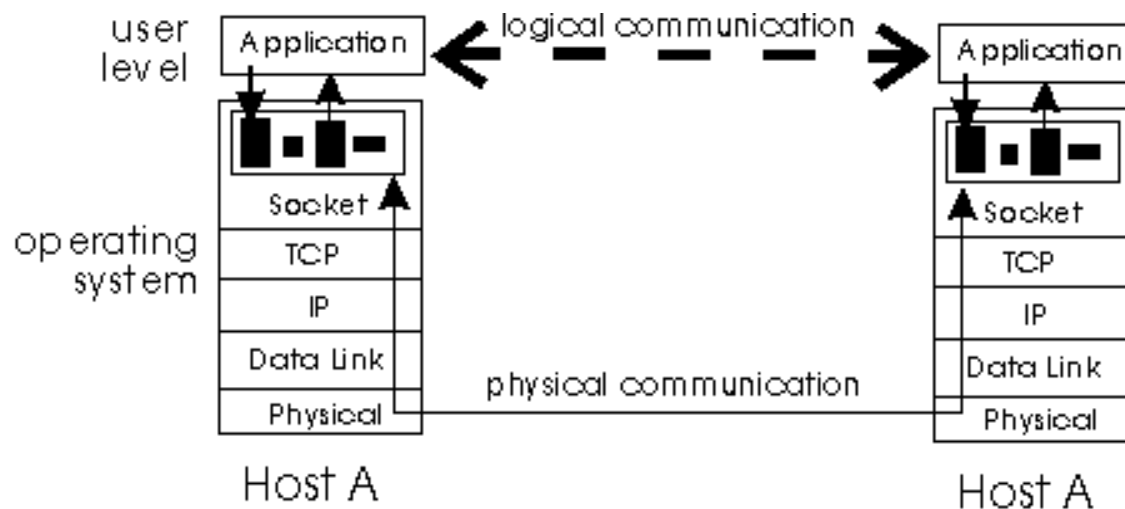 user
level
Application
logical communication
Application
Socket
Socket
operating
system
TCP
TCP
IP
IP
Data Link
Data Link
physical communication
Physical
Physical
Host A
Host A